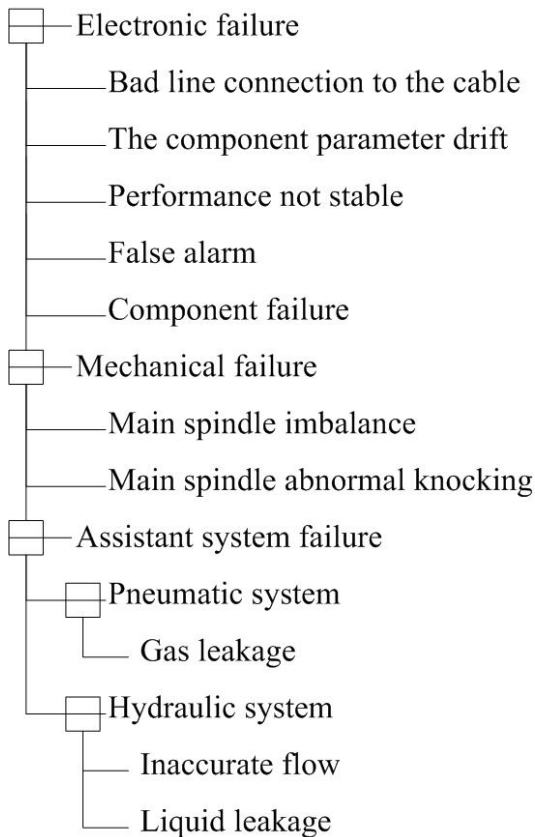 Electronic failure
Bad line connection to the cable
The component parameter drift
Performance not stable
False alarm
Component failure
Mechanical failure
Main spindle imbalance
Main spindle abnormal knocking
Assistant system failure
Pneumatic system
Gas leakage
Hydraulic system
Inaccurate flow
Liquid leakage